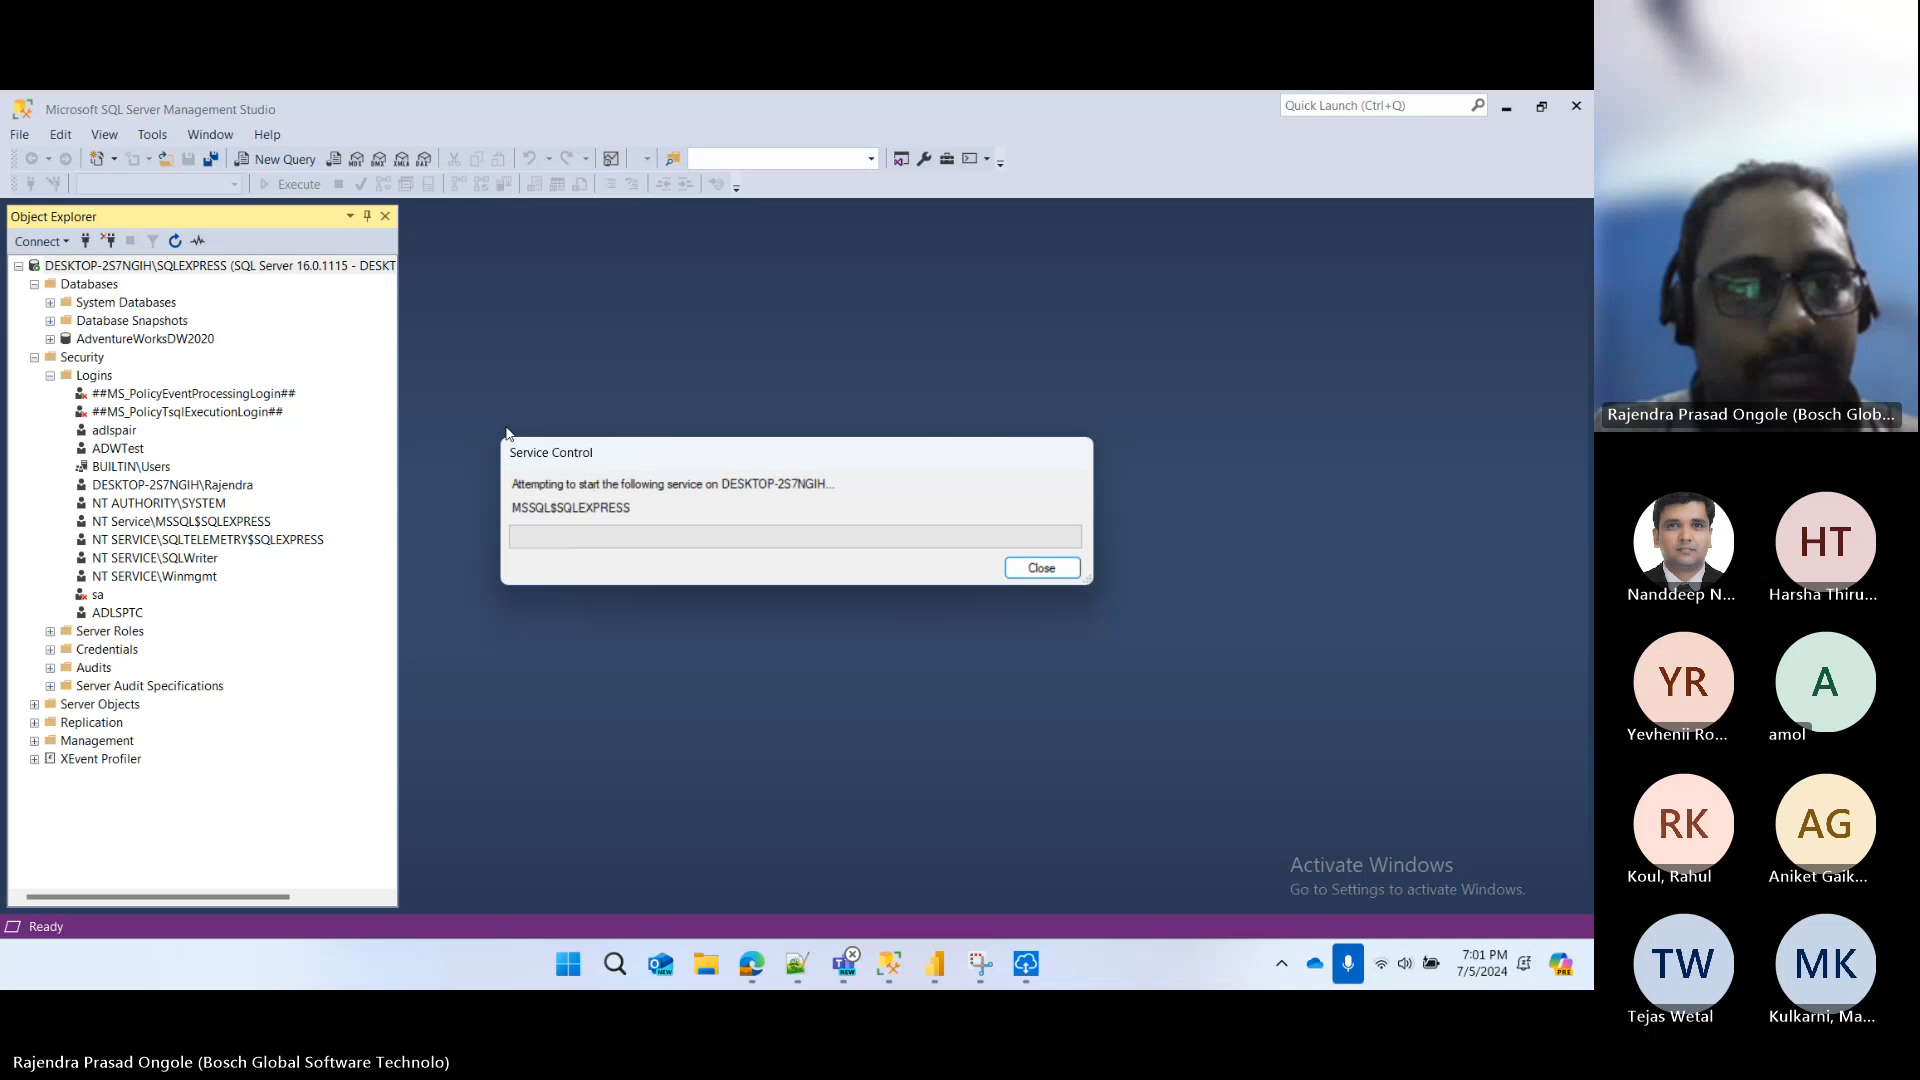 Microsoft SQL Server Management Studio
Quick Launch (Ctrl+Q)
File Edit View Tools Window Help
New Query
Execute
Object Explorer
Connect
DESKTOP-2S7NGIH\SQLEXPRESS (SQL Server 16.0.1115 - DESKT
Databases
System Databases
Database Snapshots
AdventureWorksDW2020
Security
Logins
##MS_PolicyEventProcessingLogin##
##MS_PolicyTsqlExecutionLogin##
adlspair
ADWTest
BUILTIN\Users
DESKTOP-2S7NGIH\Rajendra
NT AUTHORITY\SYSTEM
NT Service\MSSQL$SQLEXPRESS
NT SERVICE\SQLTELEMETRY$SQLEXPRESS
NT SERVICE\SQLWriter
NT SERVICE\Winmgmt
sa
ADLSPTC
Server Roles
Credentials
Audits
Server Audit Specifications
Server Objects
Replication
Management
XEvent Profiler
Service Control
Attempting to start the following service on DESKTOP-2S7NGIH...
MSSQL$SQLEXPRESS
Close
Activate Windows
Go to Settings to activate Windows.
Ready
7:01 PM
7/5/2024
Rajendra Prasad Ongole (Bosch Glob...
Nanddeep N...
HT
Harsha Thiru...
YR
Yevhenii Ro...
A
amol
RK
Koul, Rahul
AG
Aniket Gaik...
TW
Tejas Wetal
MK
Kulkarni, Ma...
Rajendra Prasad Ongole (Bosch Global Software Technolo)